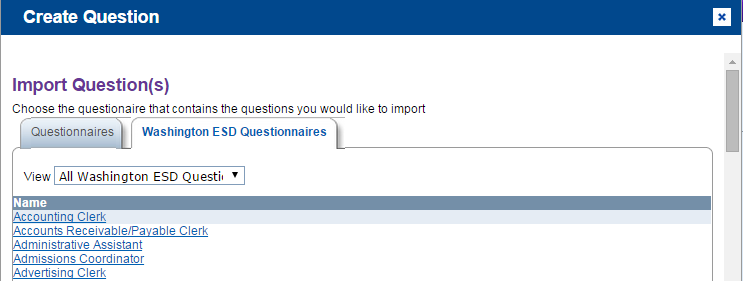 Create Question
Import Question(s)
Choose the questionaire that contains the questions you would like to import
Questionnaires
Washington ESD Questionnaires
View All Washington ESD Questi
Name
Accounting Clerk
Accounts Receivable/Payable Clerk
Administrative Assistant
Admissions Coordinator
Advertising Clerk